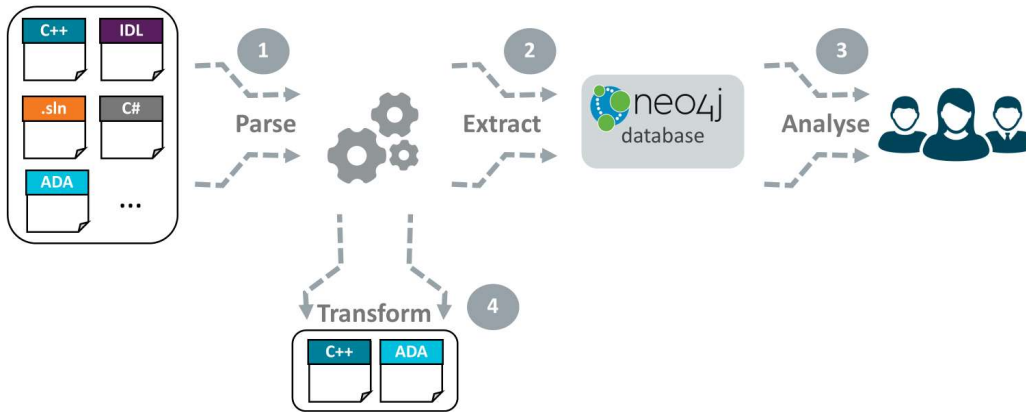 C++ IDL
.sln C#
ADA ...
1
Parse
2
Extract
neo4j
database
3
Analyse
Transform
4
C++ ADA